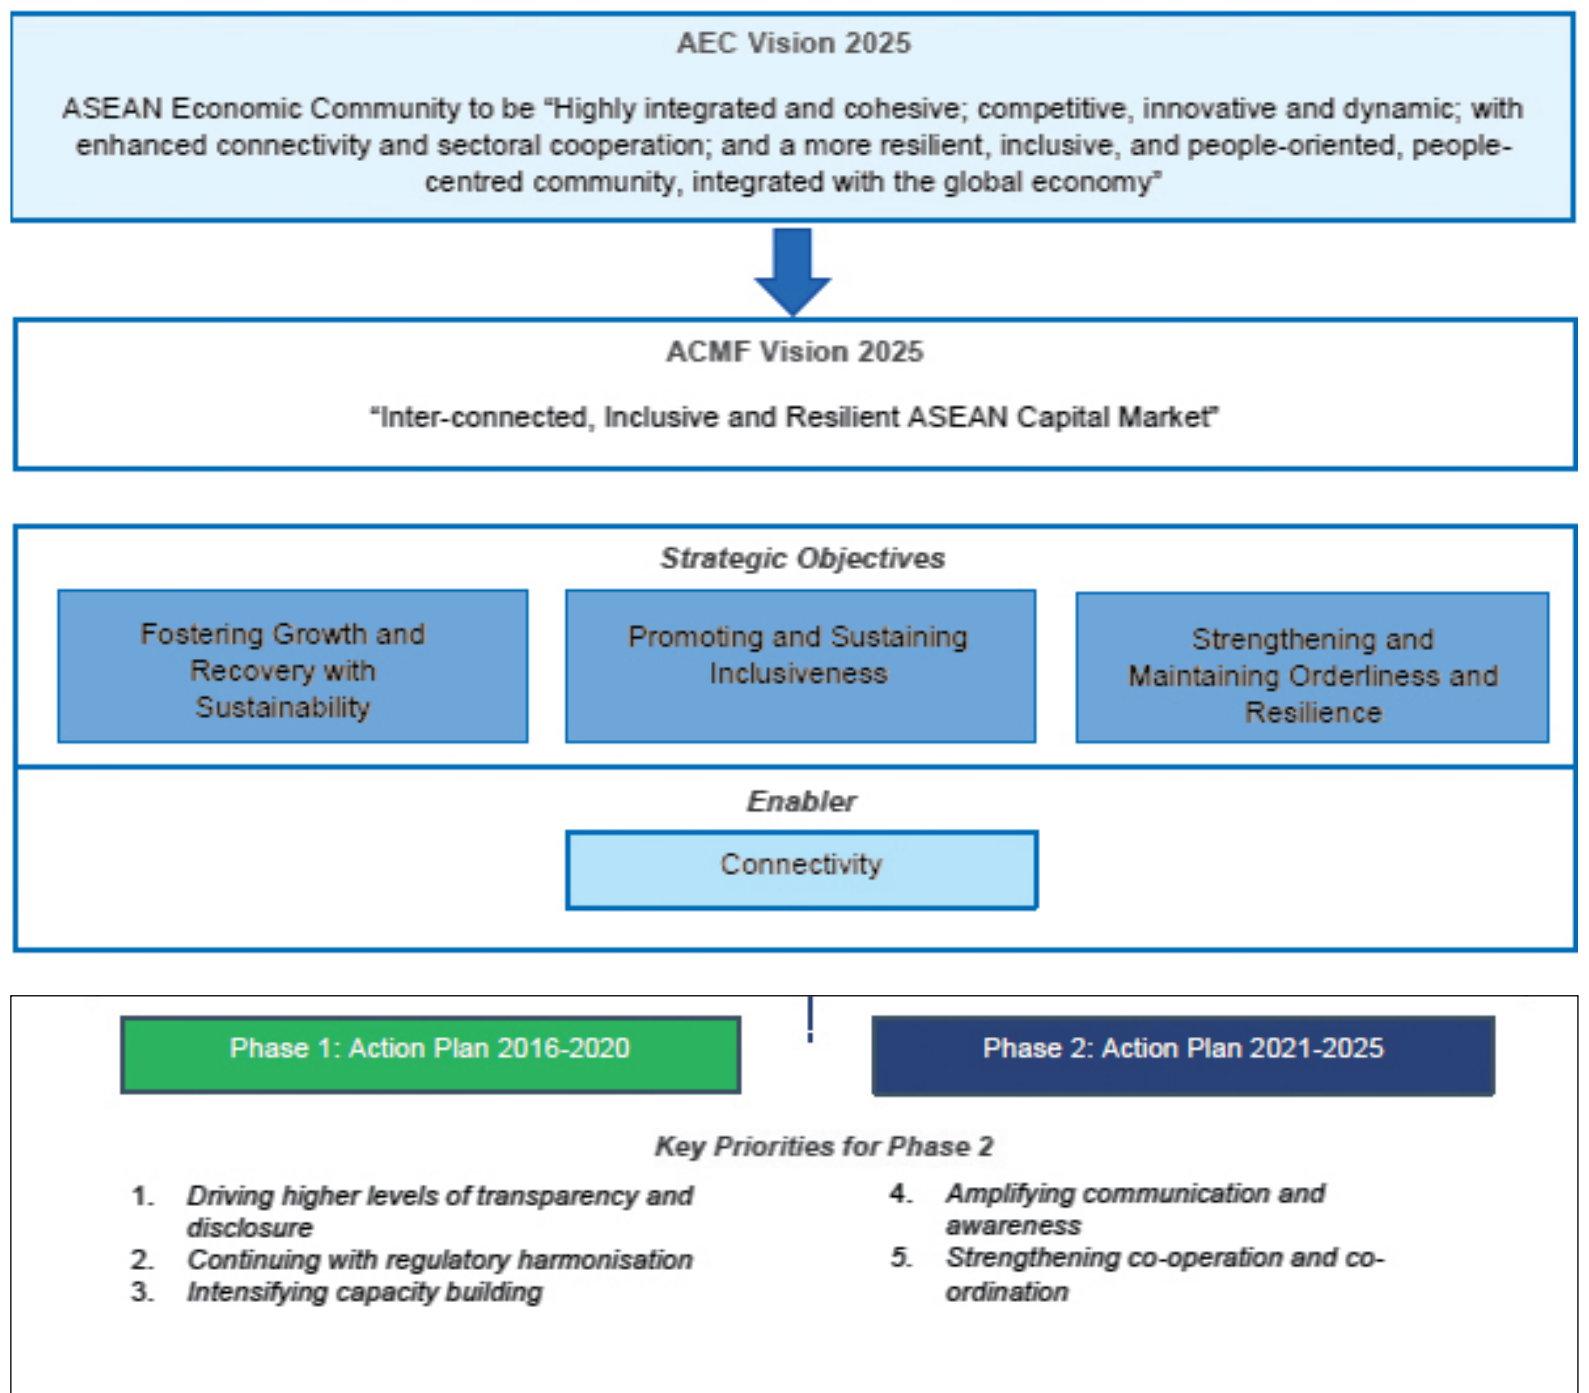 AEC Vision 2025
ASEAN Economic Community to be “Highly integrated and cohesive; competitive, innovative and dynamic; with
enhanced connectivity and sectoral cooperation; and a more resilient, inclusive, and people-oriented, people-
centred community, integrated with the global economy”
ACMF Vision 2025
“Inter-connected, Inclusive and Resilient ASEAN Capital Market”
Strategic Objectives
Fostering Growth and
Recovery with
Sustainability
Promoting and Sustaining
Inclusiveness
Strengthening and
Maintaining Orderliness and
Resilience
Enabler
Connectivity
Phase 1: Action Plan 2016-2020
Phase 2: Action Plan 2021-2025
Key Priorities for Phase 2
1. Driving higher levels of transparency and
disclosure
2. Continuing with regulatory harmonisation
3. Intensifying capacity building
4. Amplifying communication and
awareness
5. Strengthening co-operation and co-
ordination